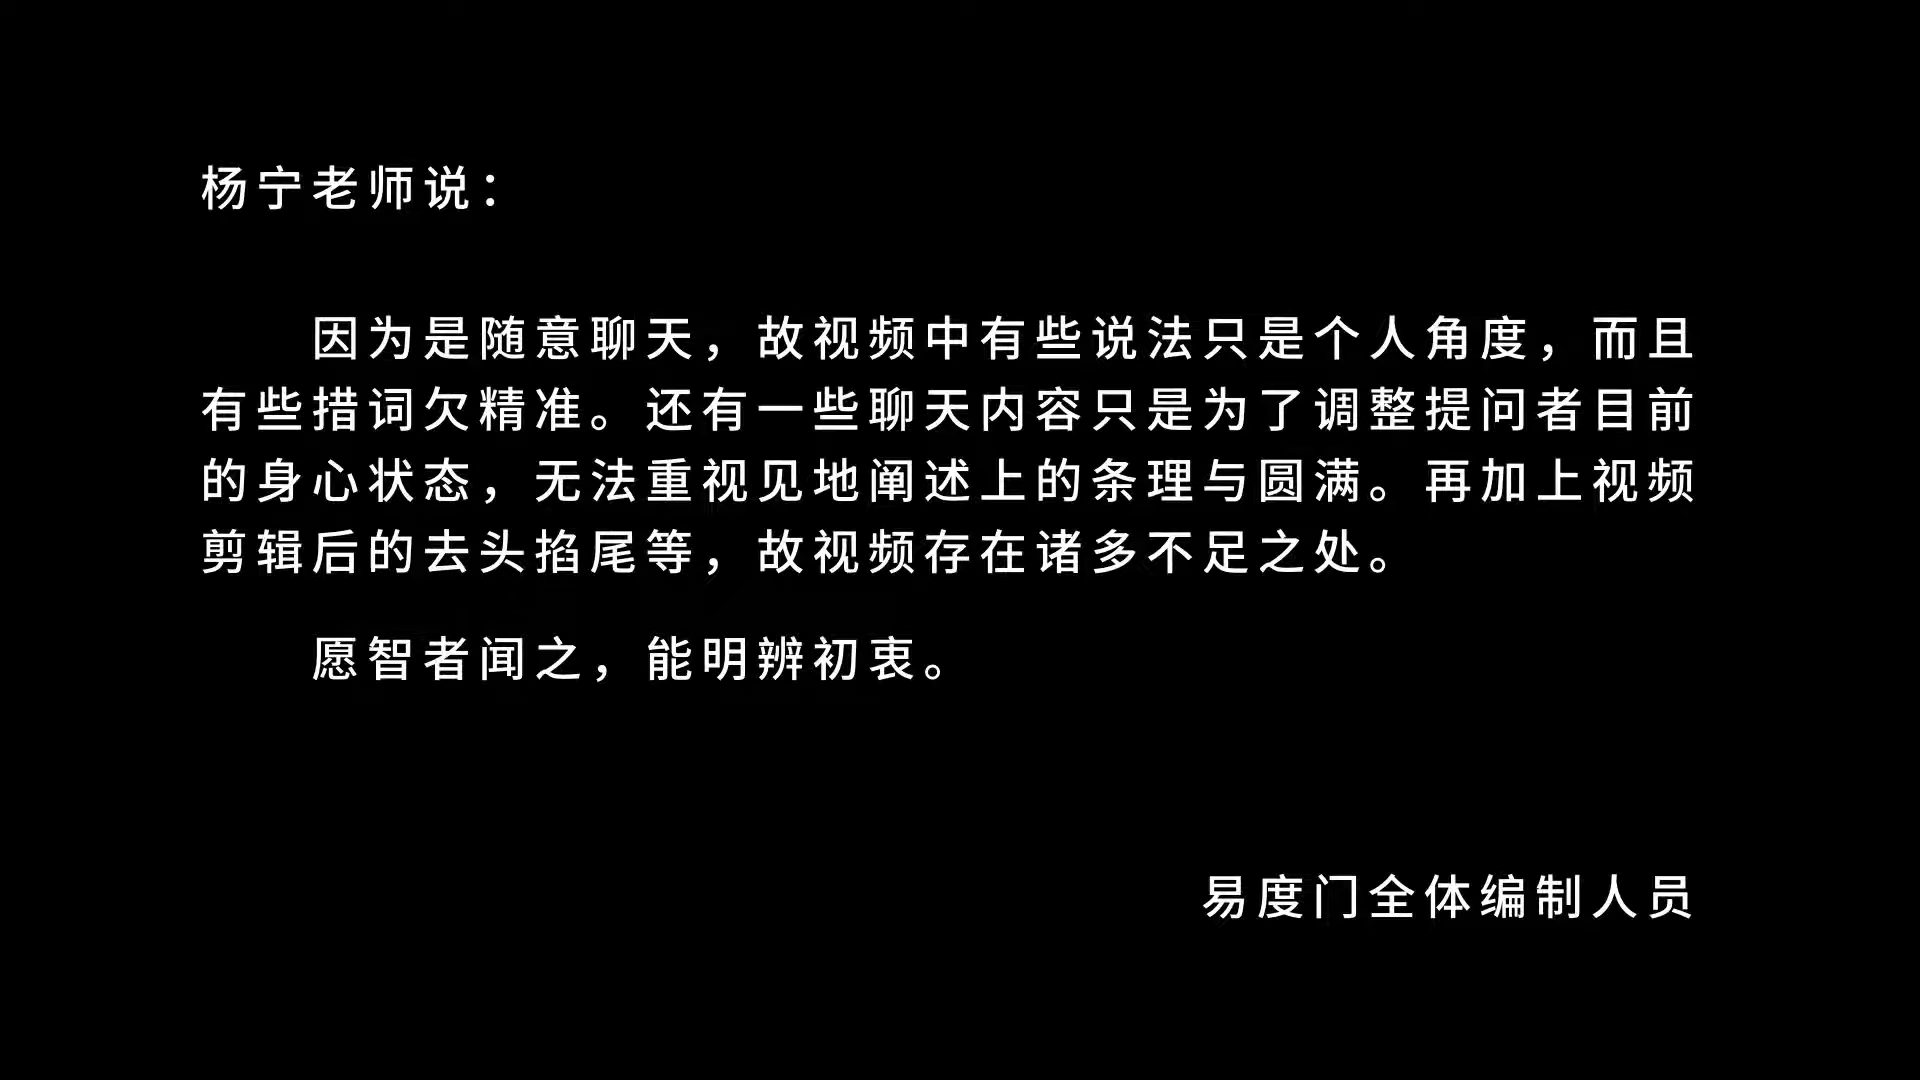 杨宁老师说：
因为是随意聊天，故视频中有些说法只是个人角度，而且
有些措词欠精准。还有一些聊天内容只是为了调整提问者目前
的身心状态，无法重视见地阐述上的条理与圆满。再加上视频
剪辑后的去头掐尾等，故视频存在诸多不足之处。
愿智者闻之，能明辨初衷。
易度门全体编制人员